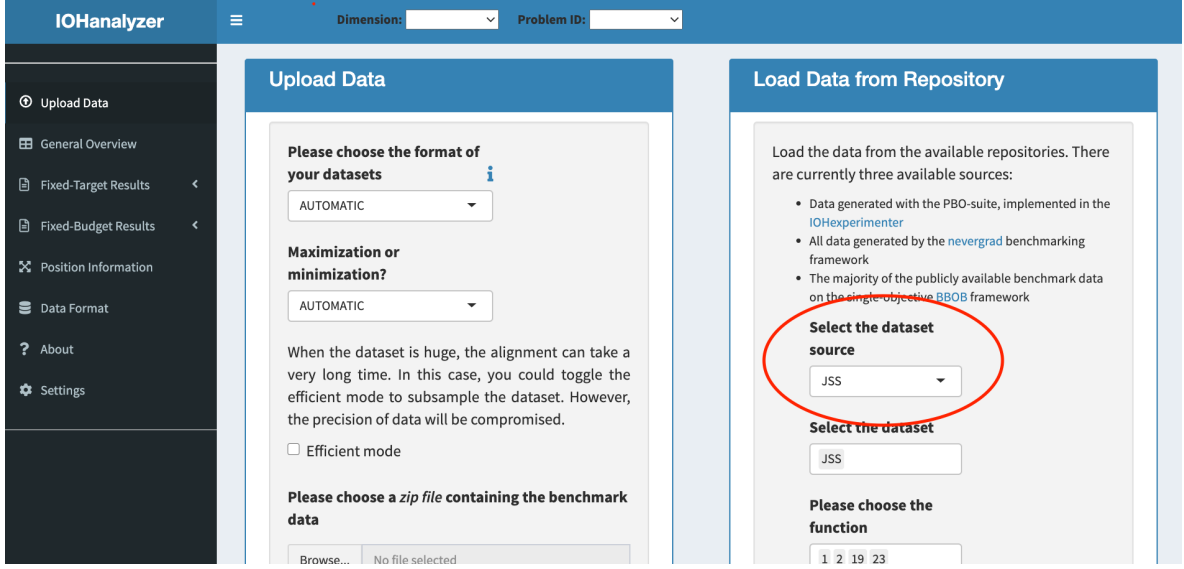 IOHanalyzer
Dimension:
Problem ID:
Upload Data
General Overview
Fixed-Target Results
Fixed-Budget Results
Position Information
Data Format
? About
Settings
Upload Data
Please choose the format of
your datasets
AUTOMATIC
Maximization or
minimization?
AUTOMATIC
When the dataset is huge, the alignment can take a
very long time. In this case, you could toggle the
efficient mode to subsample the dataset. However,
the precision of data will be compromised.
Efficient mode
Please choose a zip file containing the benchmark
data
Browse... No file selected
Load Data from Repository
Load the data from the available repositories. There
are currently three available sources:
• Data generated with the PBO-suite, implemented in the
IOHexperimenter
• All data generated by the nevergrad benchmarking
framework
• The majority of the publicly available benchmark data
on the single-objective BBOB framework
Select the dataset
source
JSS
Select the dataset
JSS
Please choose the
function
1 2 19 23